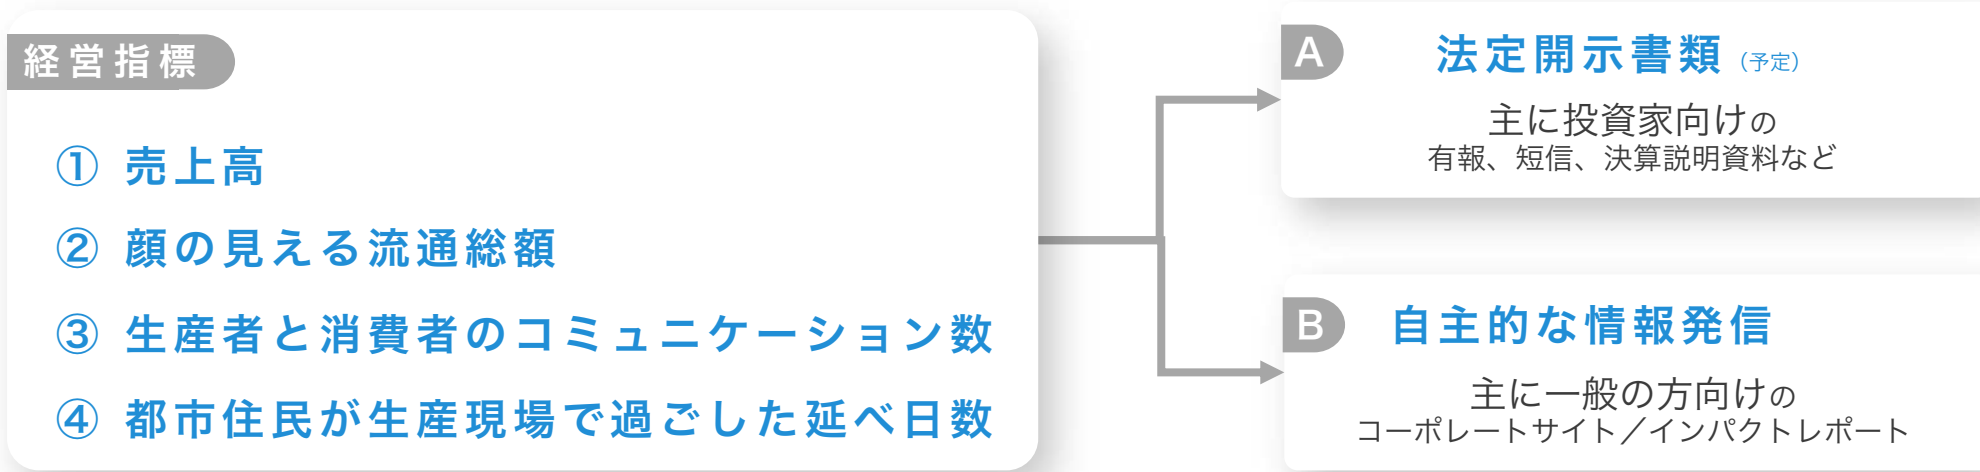 経営指標
① 売上高
② 顔の見える流通総額
③ 生産者と消費者のコミュニケーション数
④ 都市住民が生産現場で過ごした延べ日数
A
法定開示書類（予定）
主に投資家向けの
有報、短信、決算説明資料など
B
自主的な情報発信
主に一般の方向けの
コーポレートサイト／インパクトレポート